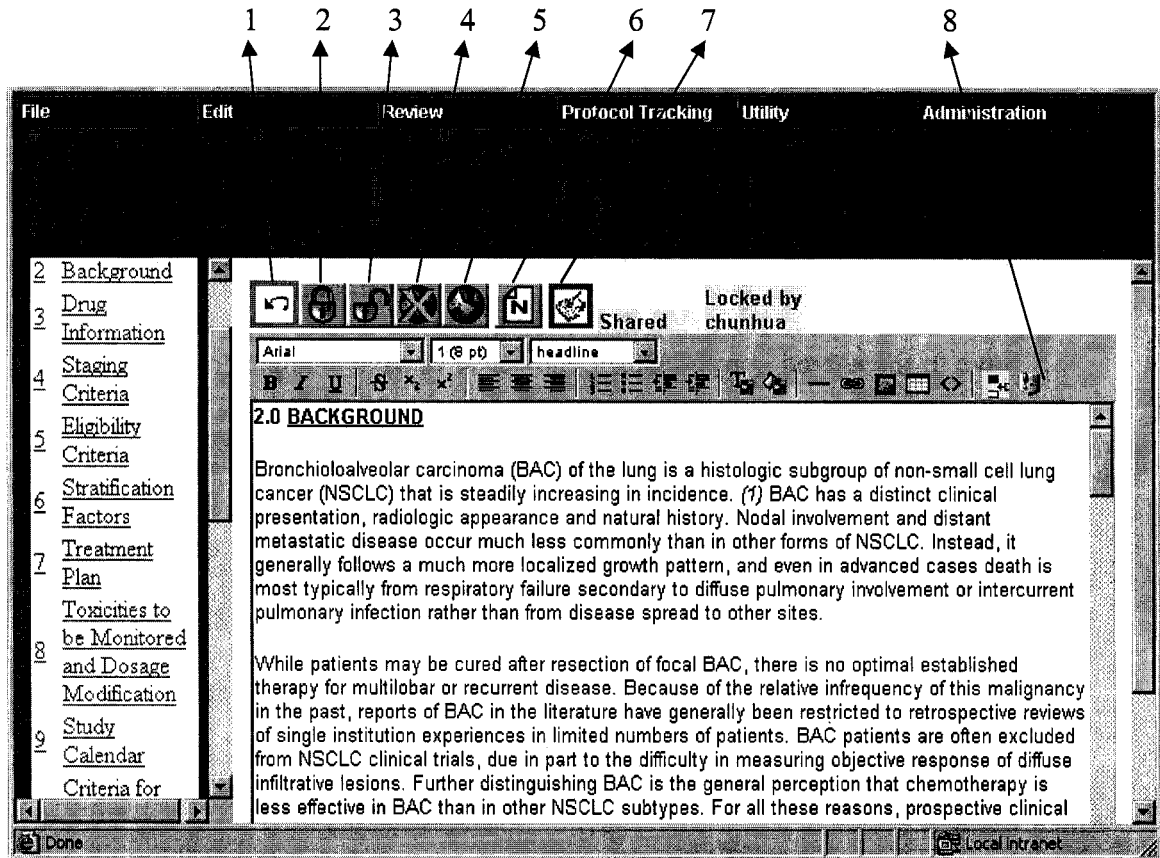 1 2 3 4 5 6 7 8
File Edit Review Protocol Tracking Utility Administration
2 Background
3 Drug
Information
4 Staging
Criteria
5 Eligibility
Criteria
6 Stratification
Factors
7 Treatment
Plan
8 Toxicities to
be Monitored
and Dosage
Modification
9 Study
Calendar
Criteria for
N
Shared
Locked by
chunhua
Arial 1 (8 pt) headline
B I U S x₂ x²
2.0 BACKGROUND
Bronchioloalveolar carcinoma (BAC) of the lung is a histologic subgroup of non-small cell lung
cancer (NSCLC) that is steadily increasing in incidence. (1) BAC has a distinct clinical
presentation, radiologic appearance and natural history. Nodal involvement and distant
metastatic disease occur much less commonly than in other forms of NSCLC. Instead, it
generally follows a much more localized growth pattern, and even in advanced cases death is
most typically from respiratory failure secondary to diffuse pulmonary involvement or intercurrent
pulmonary infection rather than from disease spread to other sites.
While patients may be cured after resection of focal BAC, there is no optimal established
therapy for multilobar or recurrent disease. Because of the relative infrequency of this malignancy
in the past, reports of BAC in the literature have generally been restricted to retrospective reviews
of single institution experiences in limited numbers of patients. BAC patients are often excluded
from NSCLC clinical trials, due in part to the difficulty in measuring objective response of diffuse
infiltrative lesions. Further distinguishing BAC is the general perception that chemotherapy is
less effective in BAC than in other NSCLC subtypes. For all these reasons, prospective clinical
Done
Local intranet